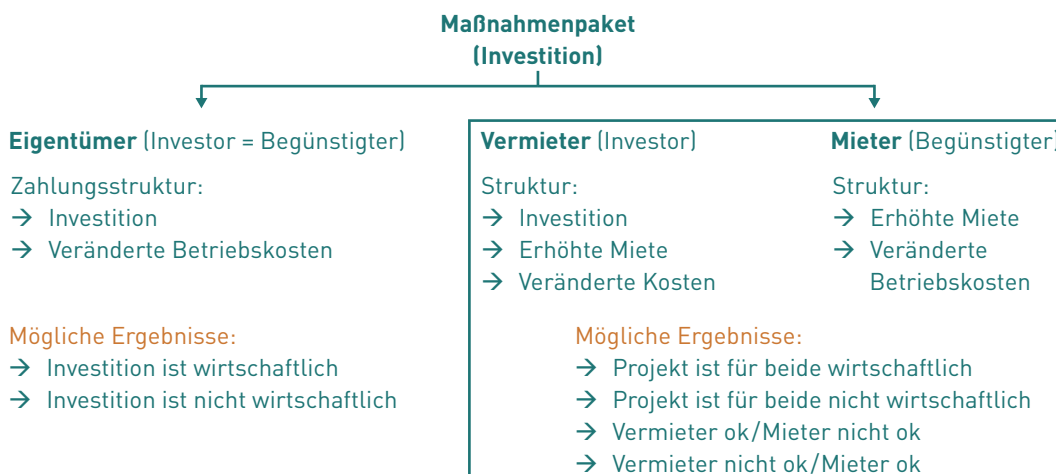 Maßnahmenpaket
(Investition)
Eigentümer (Investor = Begünstigter)
Zahlungsstruktur:
→ Investition
→ Veränderte Betriebskosten
Mögliche Ergebnisse:
→ Investition ist wirtschaftlich
→ Investition ist nicht wirtschaftlich
Vermieter (Investor)
Struktur:
→ Investition
→ Erhöhte Miete
→ Veränderte Kosten
Mieter (Begünstigter)
Struktur:
→ Erhöhte Miete
→ Veränderte
Betriebskosten
Mögliche Ergebnisse:
→ Projekt ist für beide wirtschaftlich
→ Projekt ist für beide nicht wirtschaftlich
→ Vermieter ok/Mieter nicht ok
→ Vermieter nicht ok/Mieter ok